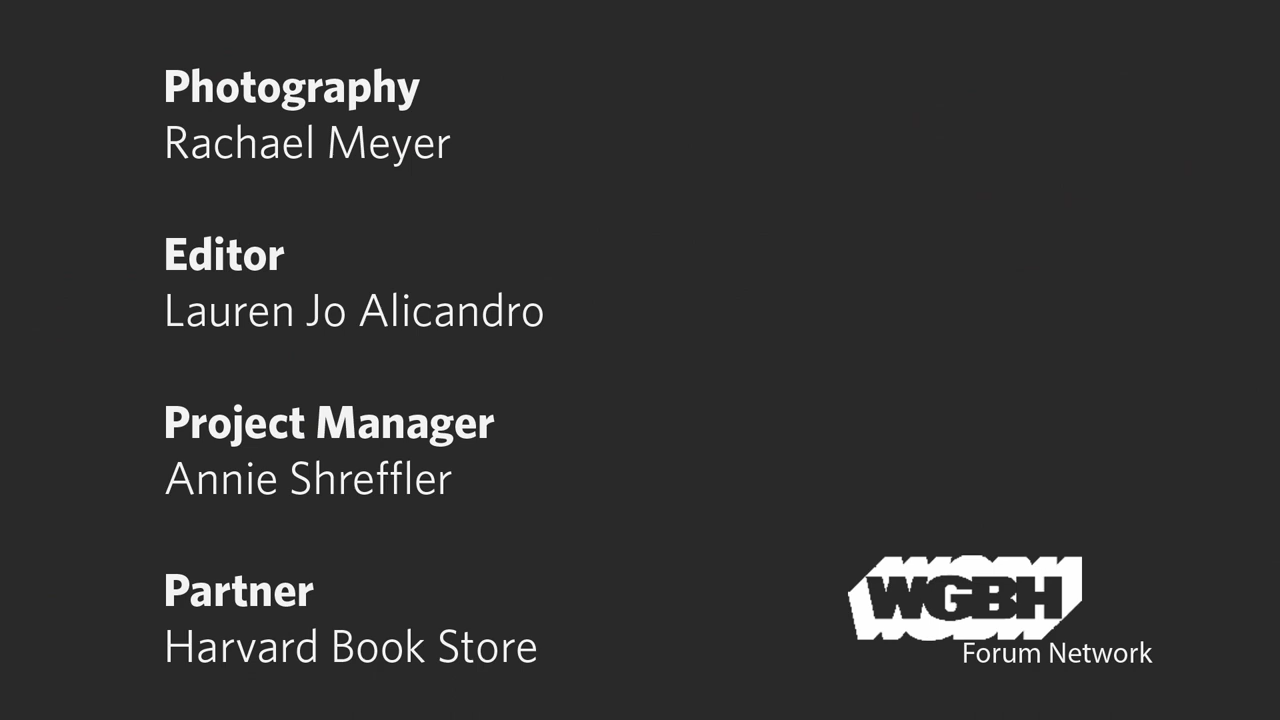 Photography
Rachael Meyer
Editor
Lauren Jo Alicandro
Project Manager
Annie Shreffler
Partner
Harvard Book Store
WGBH
Forum Network